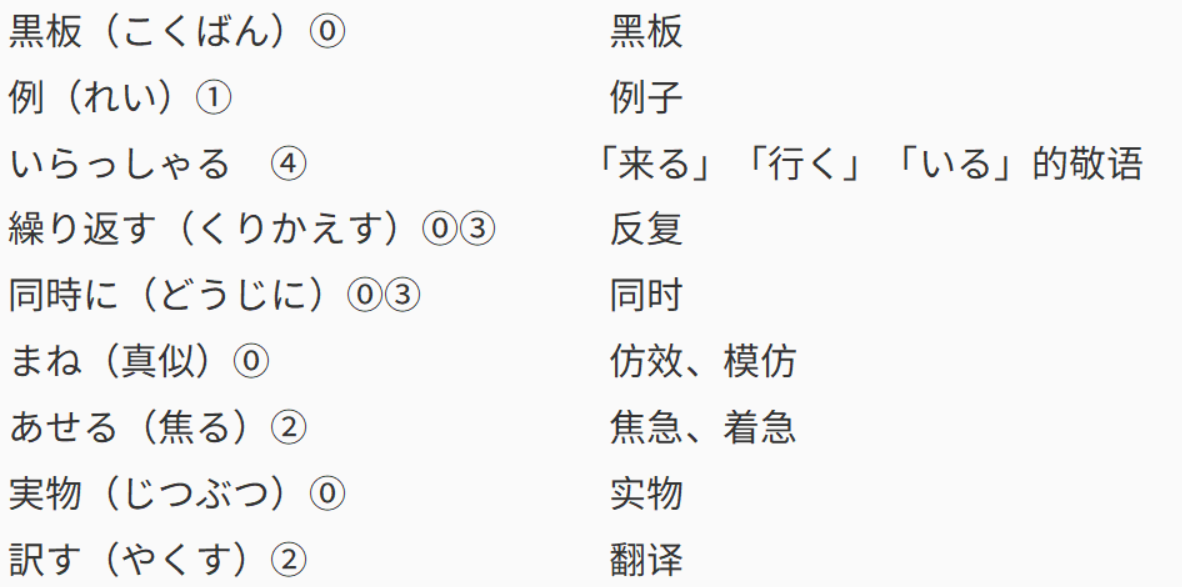 黒板（こくばん）⓪ 黑板
例（れい）① 例子
いらっしゃる ④ 「来る」「行く」「いる」的敬语
繰り返す（くりかえす）⓪③ 反复
同時に（どうじに）⓪③ 同时
まね（真似）⓪ 仿效、模仿
あせる（焦る）② 焦急、着急
実物（じつぶつ）⓪ 实物
訳す（やくす）② 翻译